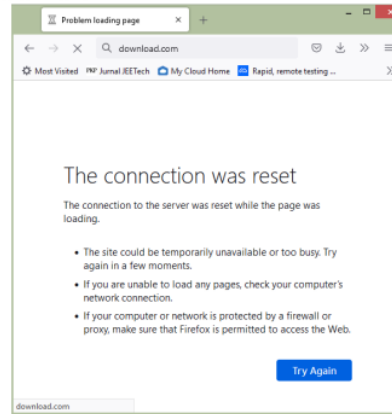 Problem loading page
download.com
Most Visited PKP Jurnal JEETech My Cloud Home Rapid, remote testing ...
The connection was reset
The connection to the server was reset while the page was
loading.
• The site could be temporarily unavailable or too busy. Try
again in a few moments.
• If you are unable to load any pages, check your computer's
network connection.
• If your computer or network is protected by a firewall or
proxy, make sure that Firefox is permitted to access the Web.
Try Again
download.com